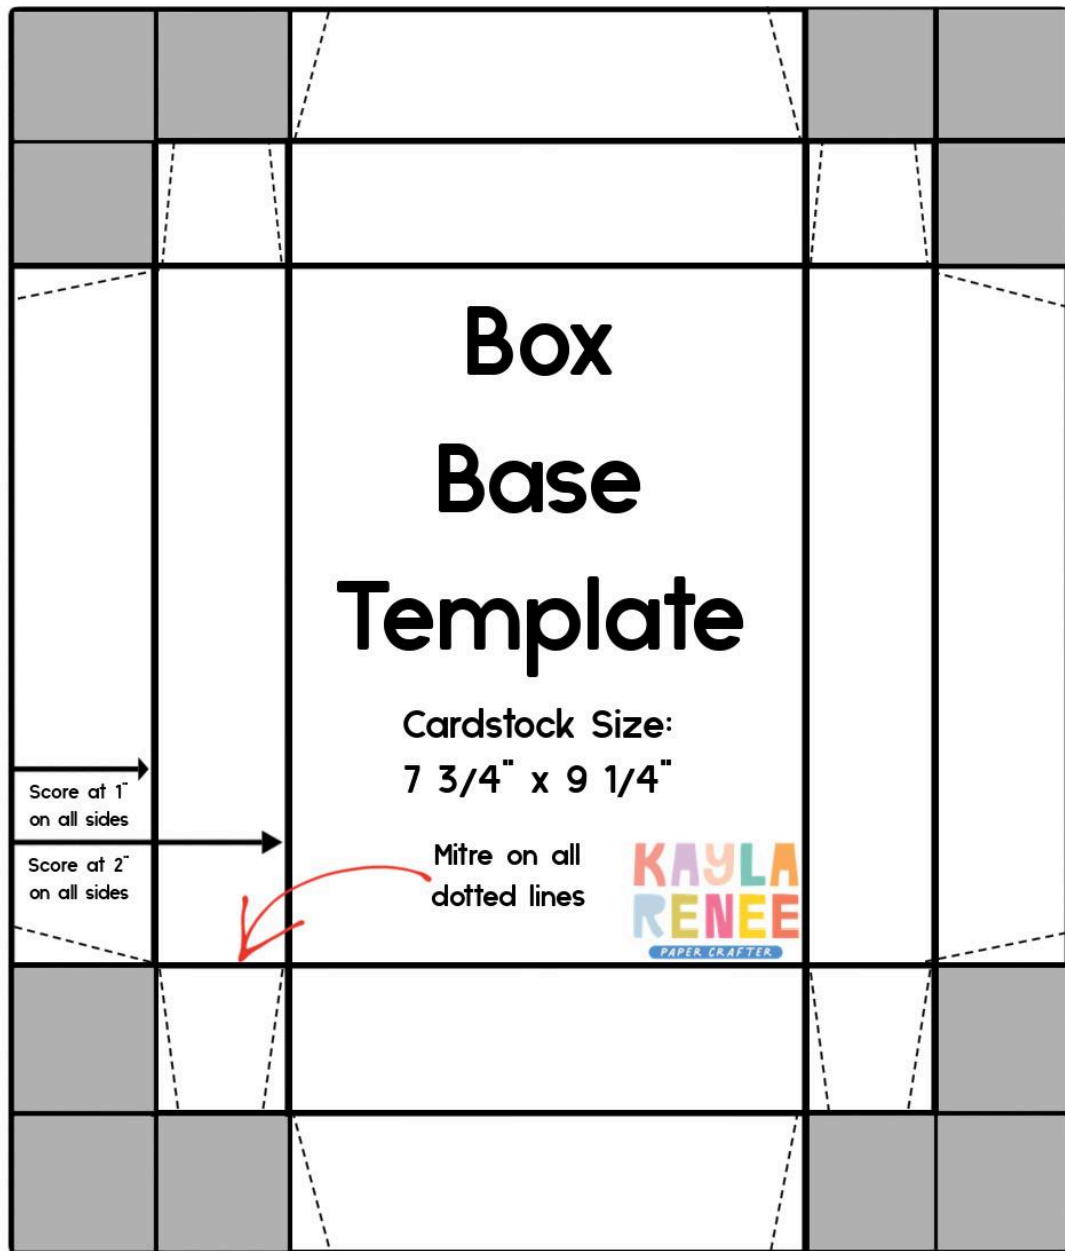 Box
Base
Template
Cardstock Size:
7 3/4" x 9 1/4"
Score at 1"
on all sides
Score at 2"
on all sides
Mitre on all
dotted lines
KAYLA
RENEE
PAPER CRAFTER